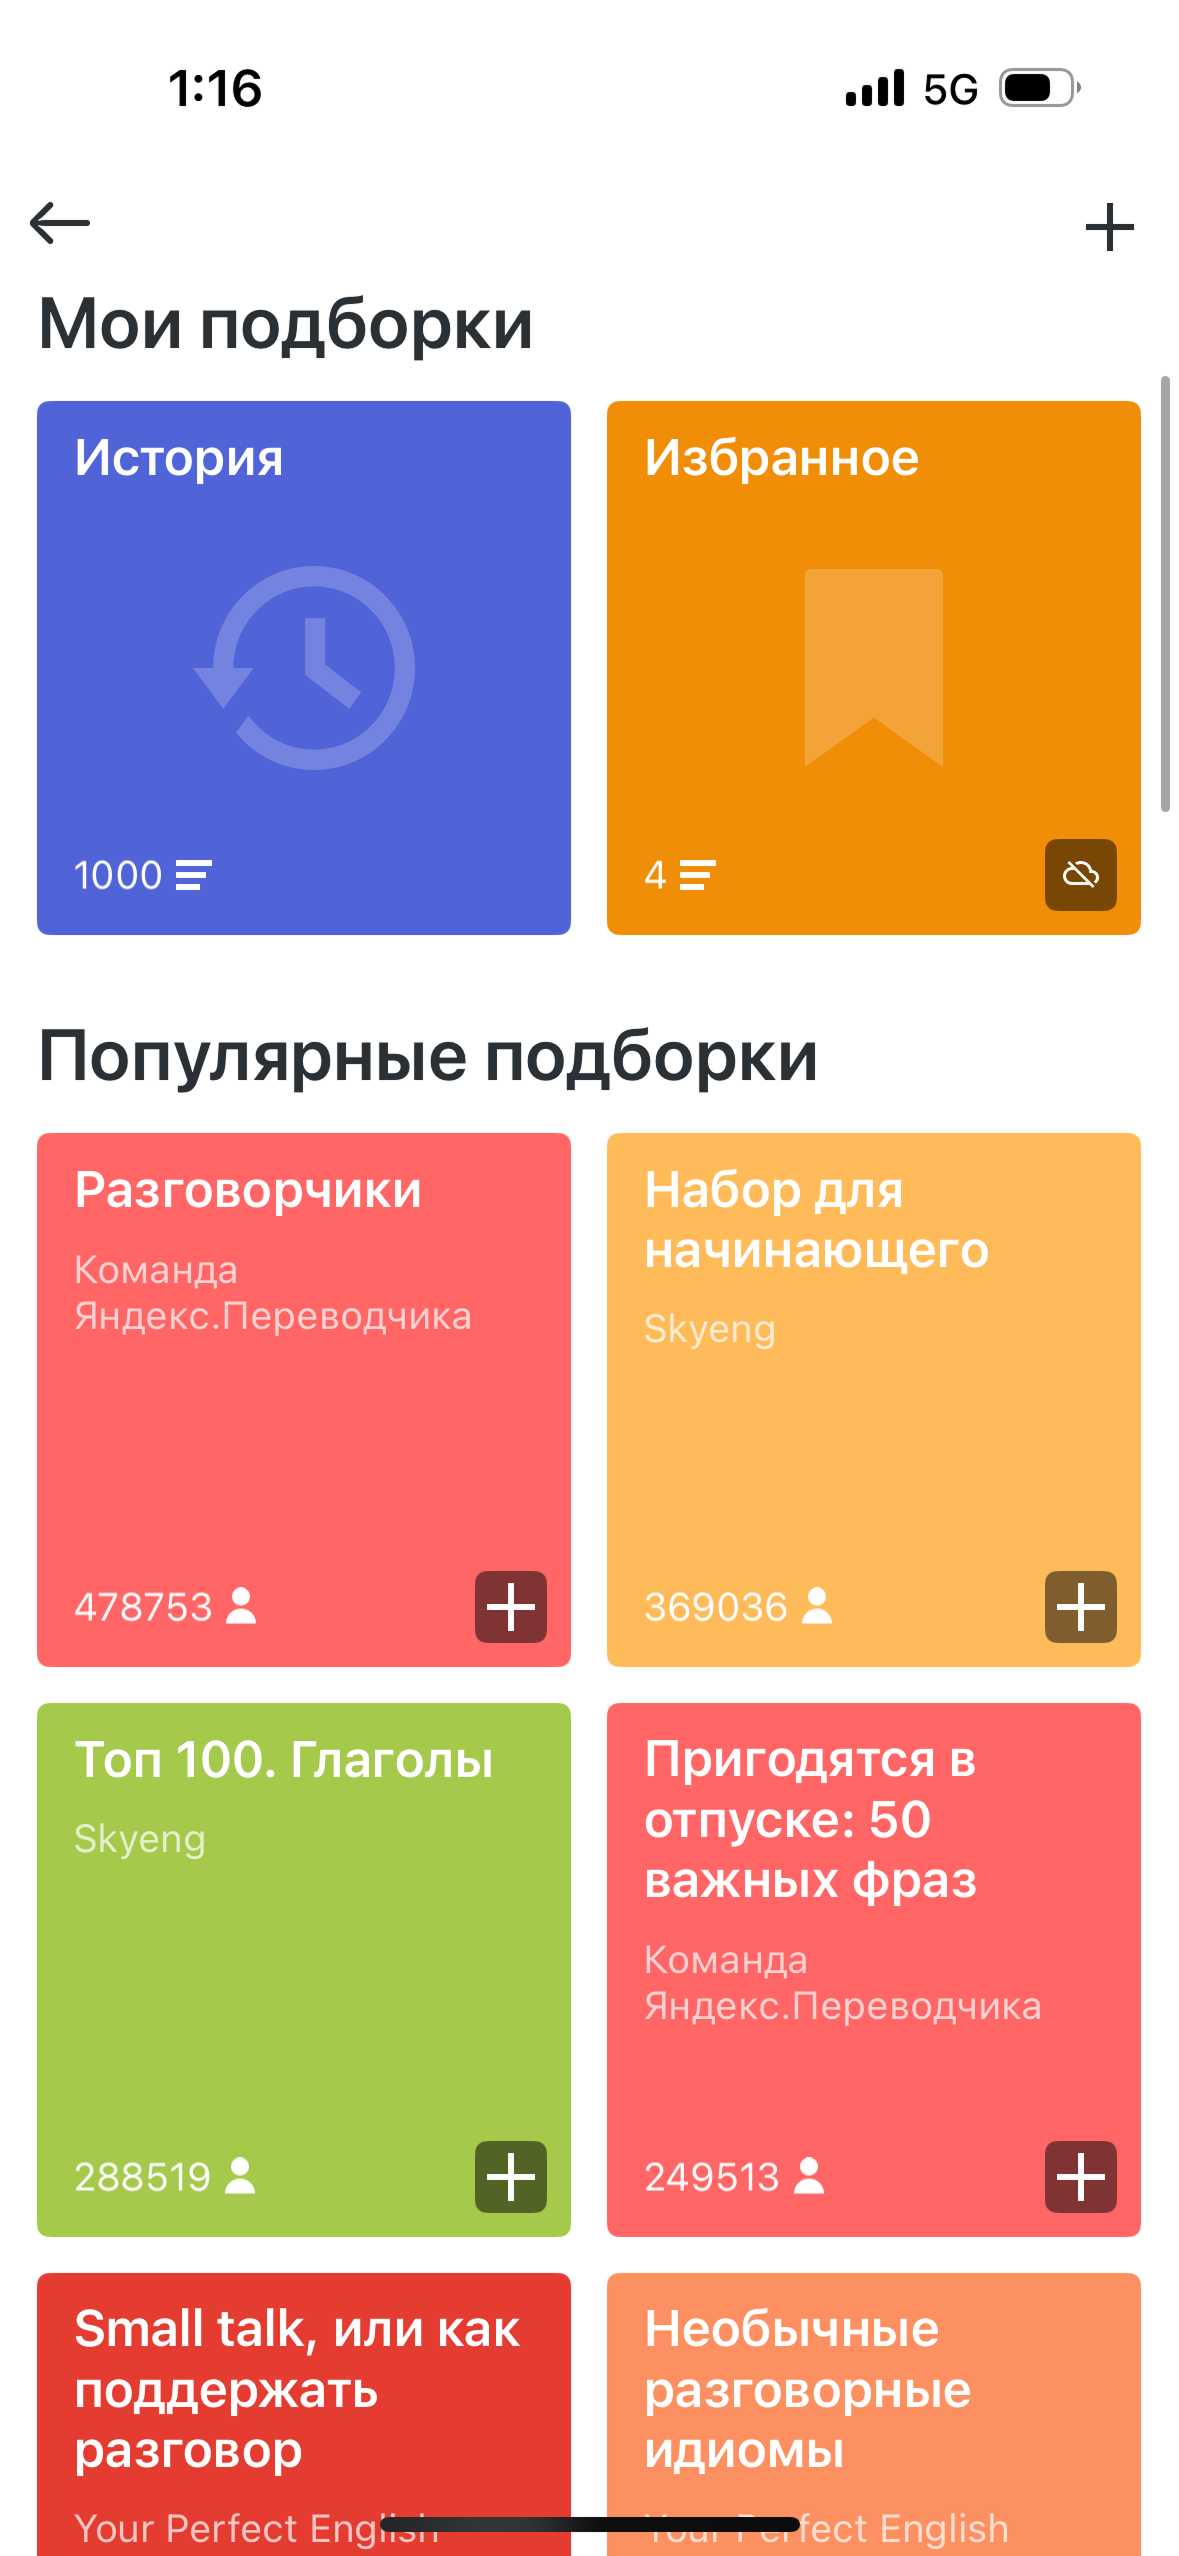 1:16
5G
Мои подборки
История
Избранное
1000
4
Популярные подборки
Разговорчики
Команда
Яндекс.Переводчика
478753
Набор для
начинающего
Skyeng
369036
Топ 100. Глаголы
Skyeng
288519
Пригодятся в
отпуске: 50
важных фраз
Команда
Яндекс.Переводчика
249513
Small talk, или как
поддержать
разговор
Your Perfect English
Необычные
разговорные
идиомы
Your Perfect English